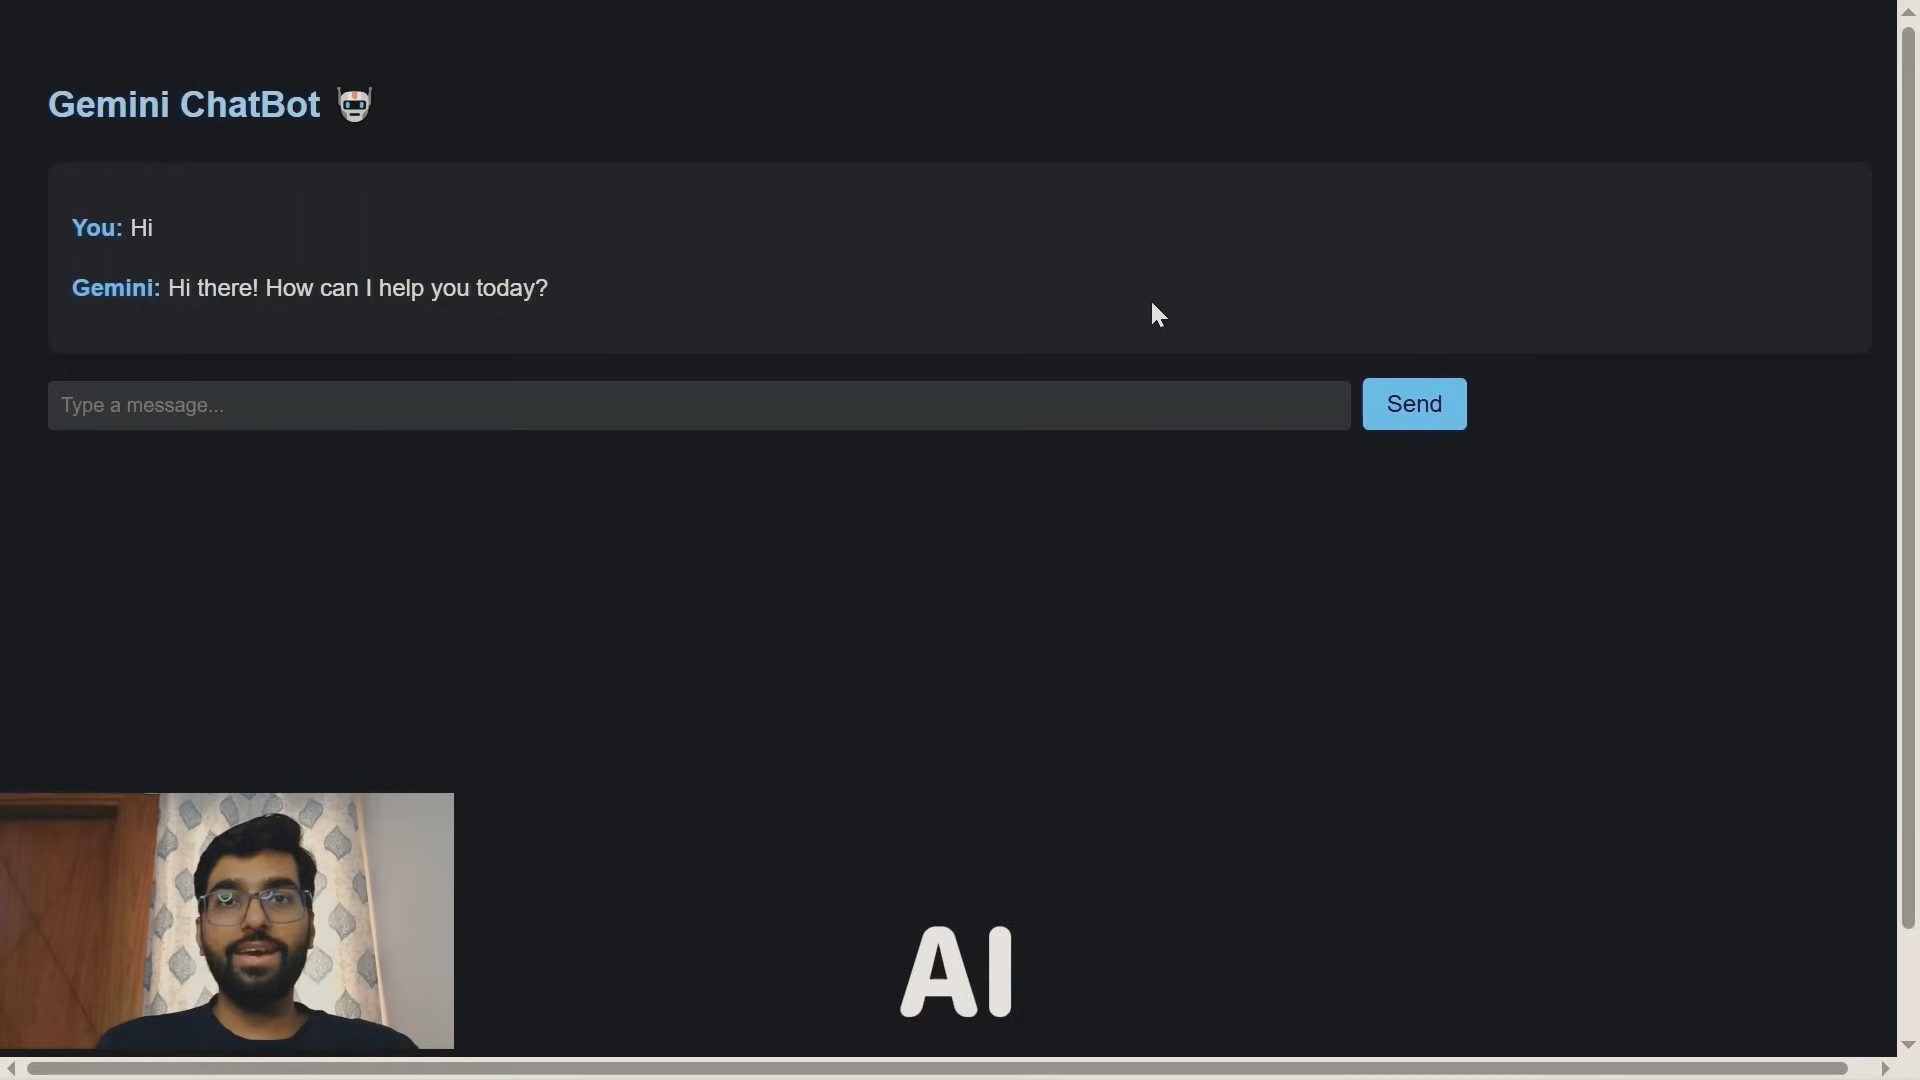 Gemini ChatBot
You: Hi
Gemini: Hi there! How can I help you today?
Type a message...
Send
AI